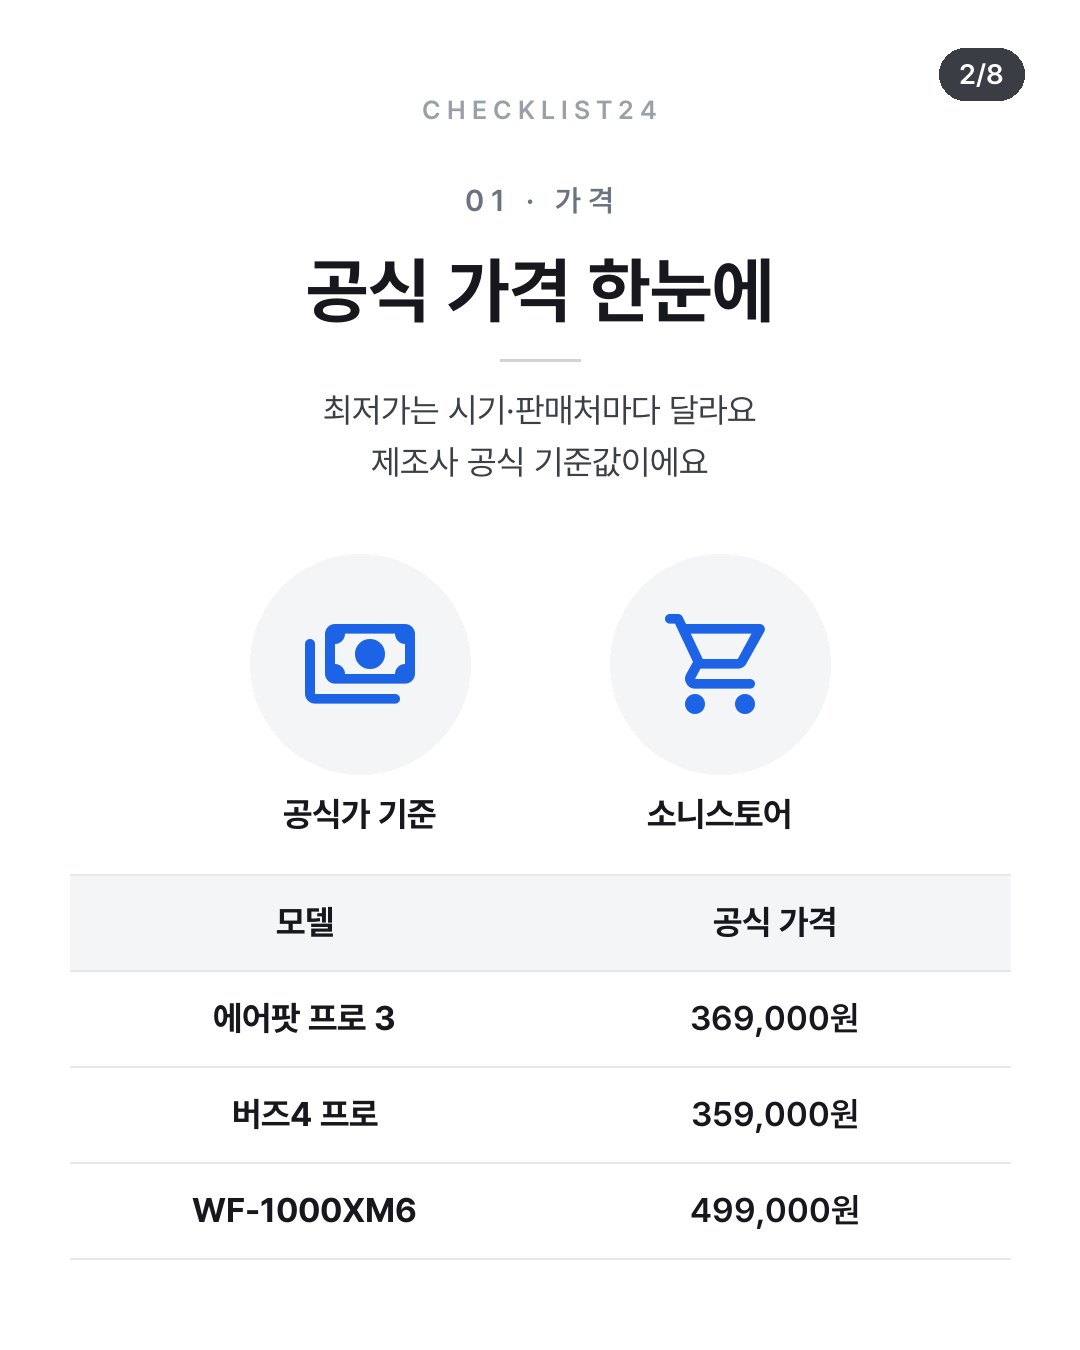 2/8
CHECKLIST24
01 · 가격
공식 가격 한눈에
최저가는 시기·판매처마다 달라요
제조사 공식 기준값이에요
공식가 기준
소니스토어
모델 공식 가격
에어팟 프로 3 369,000원
버즈4 프로 359,000원
WF-1000XM6 499,000원